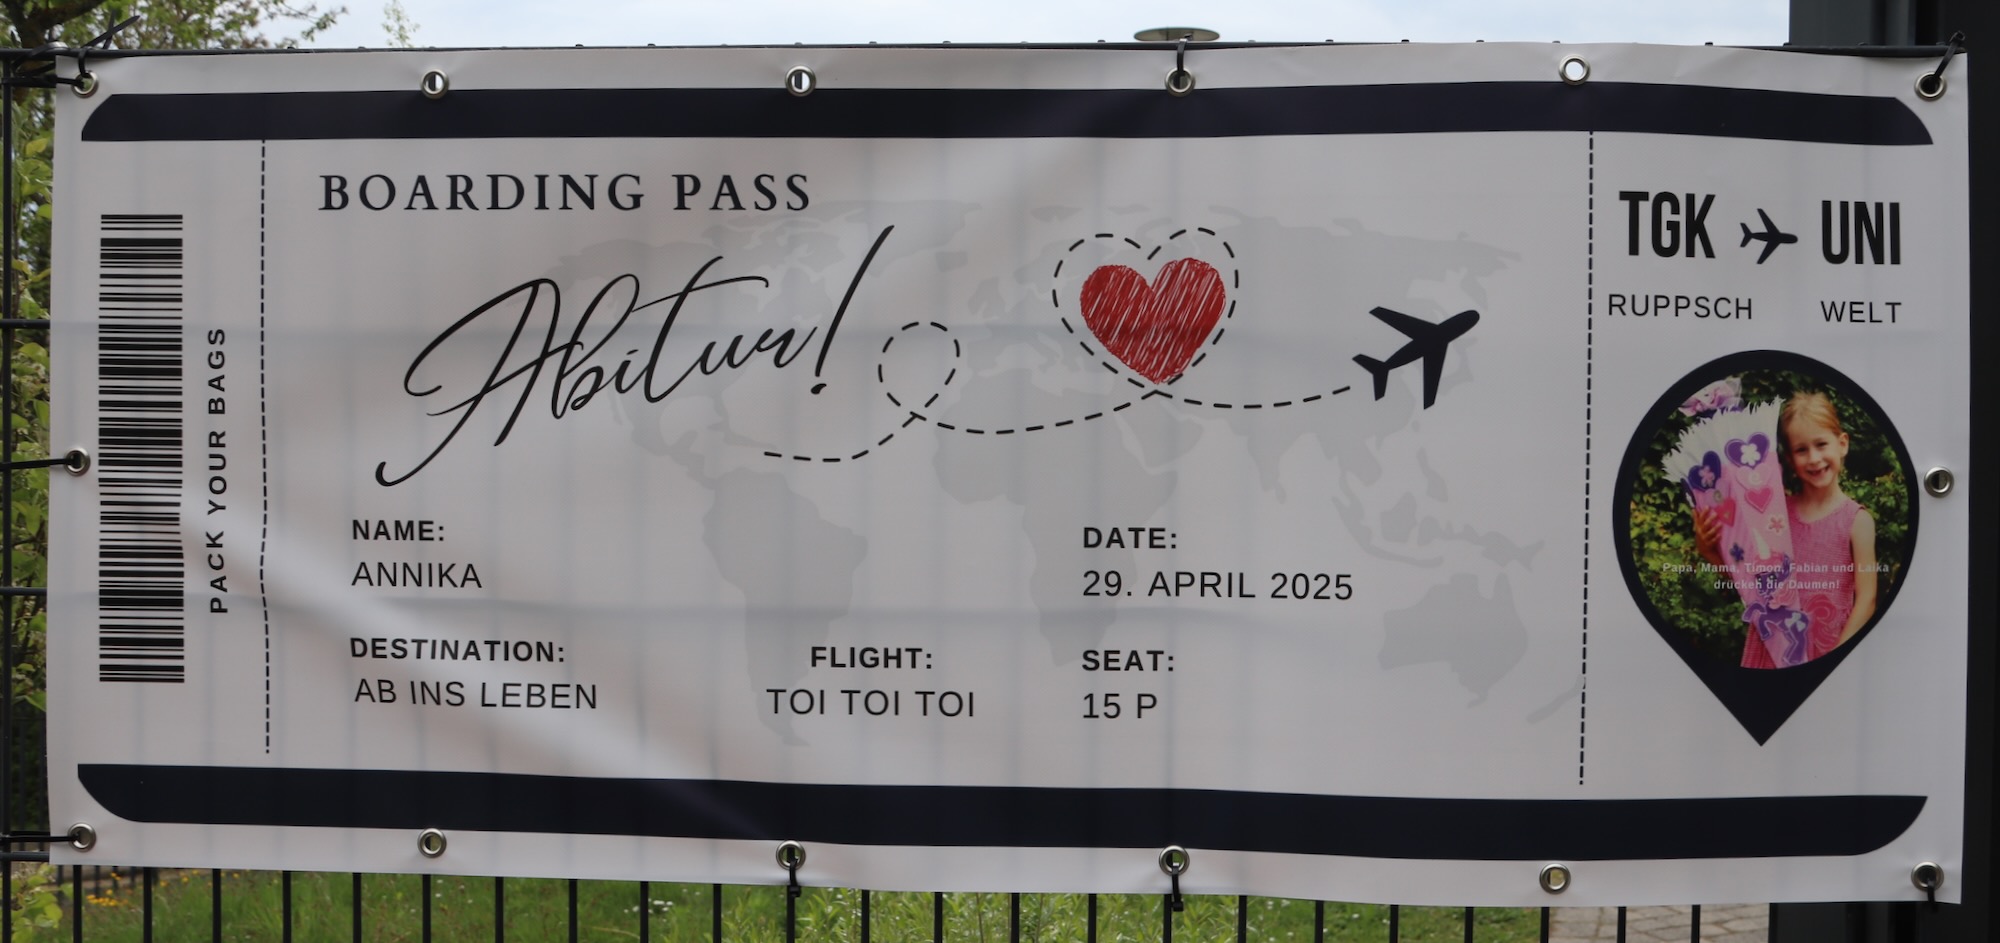 PACK YOUR BAGS
BOARDING PASS
Abitur!
NAME:
ANNIKA
DATE:
29. APRIL 2025
DESTINATION:
AB INS LEBEN
FLIGHT:
TOI TOI TOI
SEAT:
15 P
TGK UNI
RUPPSCH WELT
Papa, Mama, Timon, Fabian und Laika
drücken die Daumen!